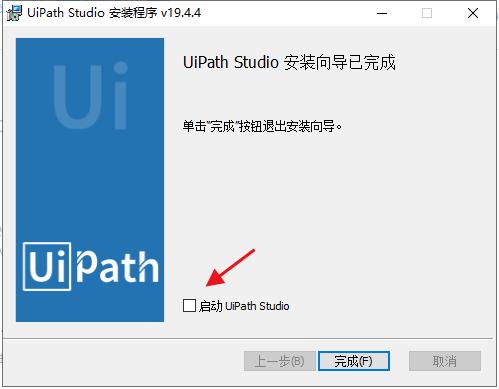 UiPath Studio 安装程序 v19.4.4
Ui
UiPath Studio 安装向导已完成
单击"完成"按钮退出安装向导。
UiPath
启动 UiPath Studio
上一步(B)
完成(F)
取消